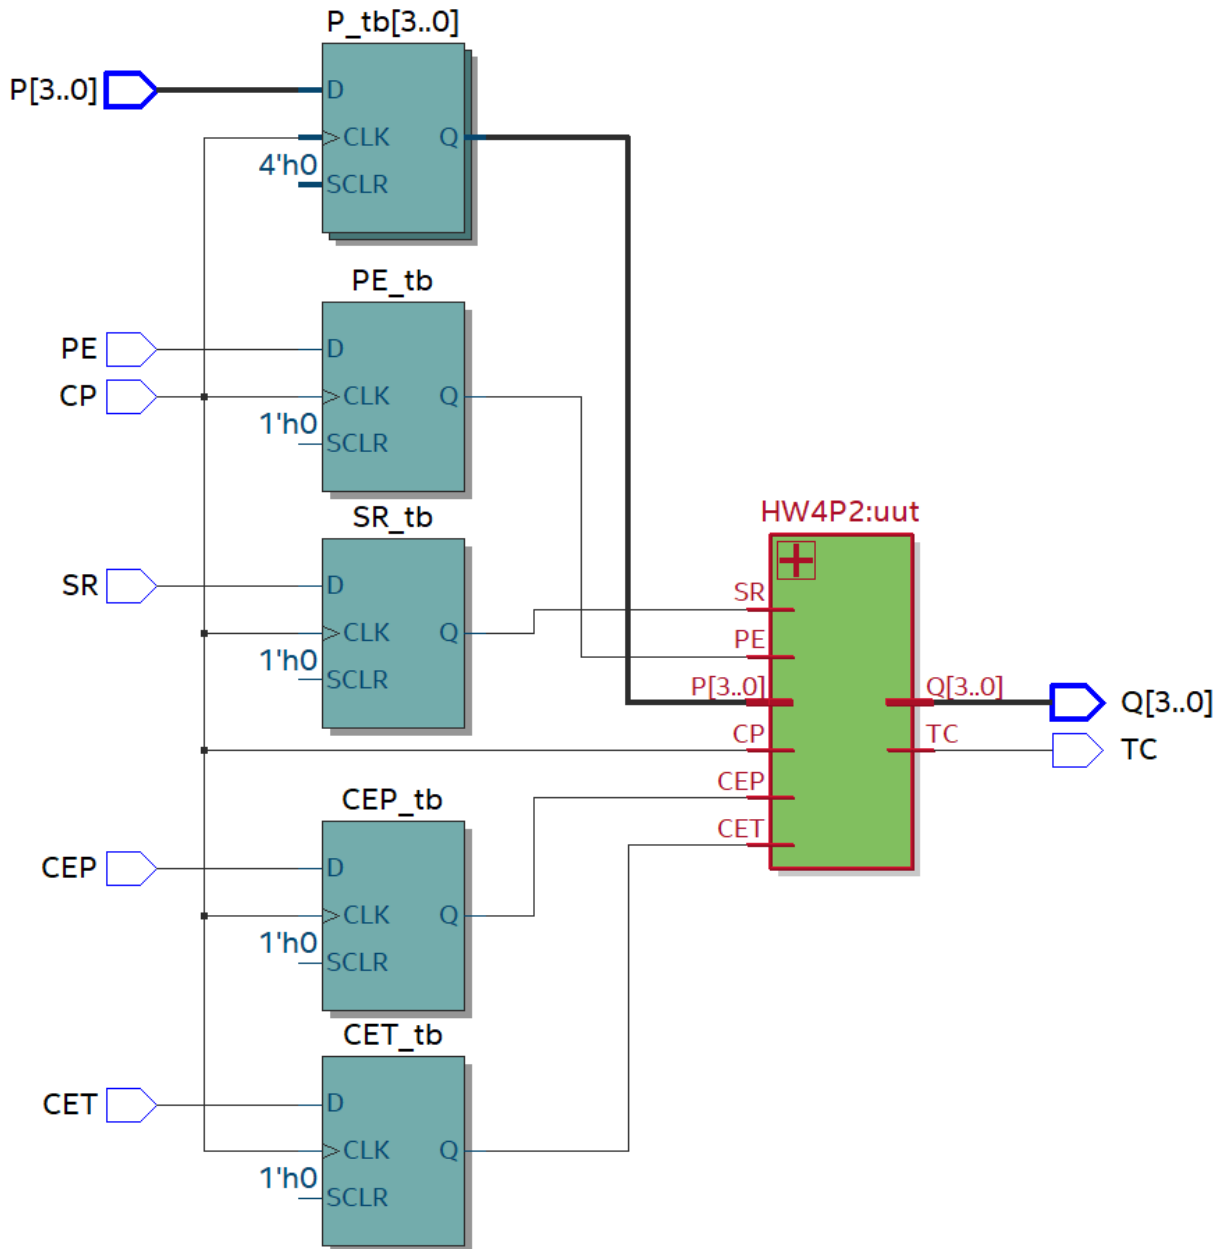 P_tb[3..0]
P[3..0]
D
CLK
Q
4'h0
SCLR
PE_tb
PE
D
CP
CLK
Q
1'h0
SCLR
SR_tb
SR
D
CLK
Q
1'h0
SCLR
HW4P2:uut
SR
PE
P[3..0]
CP
CEP
CET
Q[3..0]
TC
Q[3..0]
TC
CEP_tb
CEP
D
CLK
Q
1'h0
SCLR
CET_tb
CET
D
CLK
Q
1'h0
SCLR